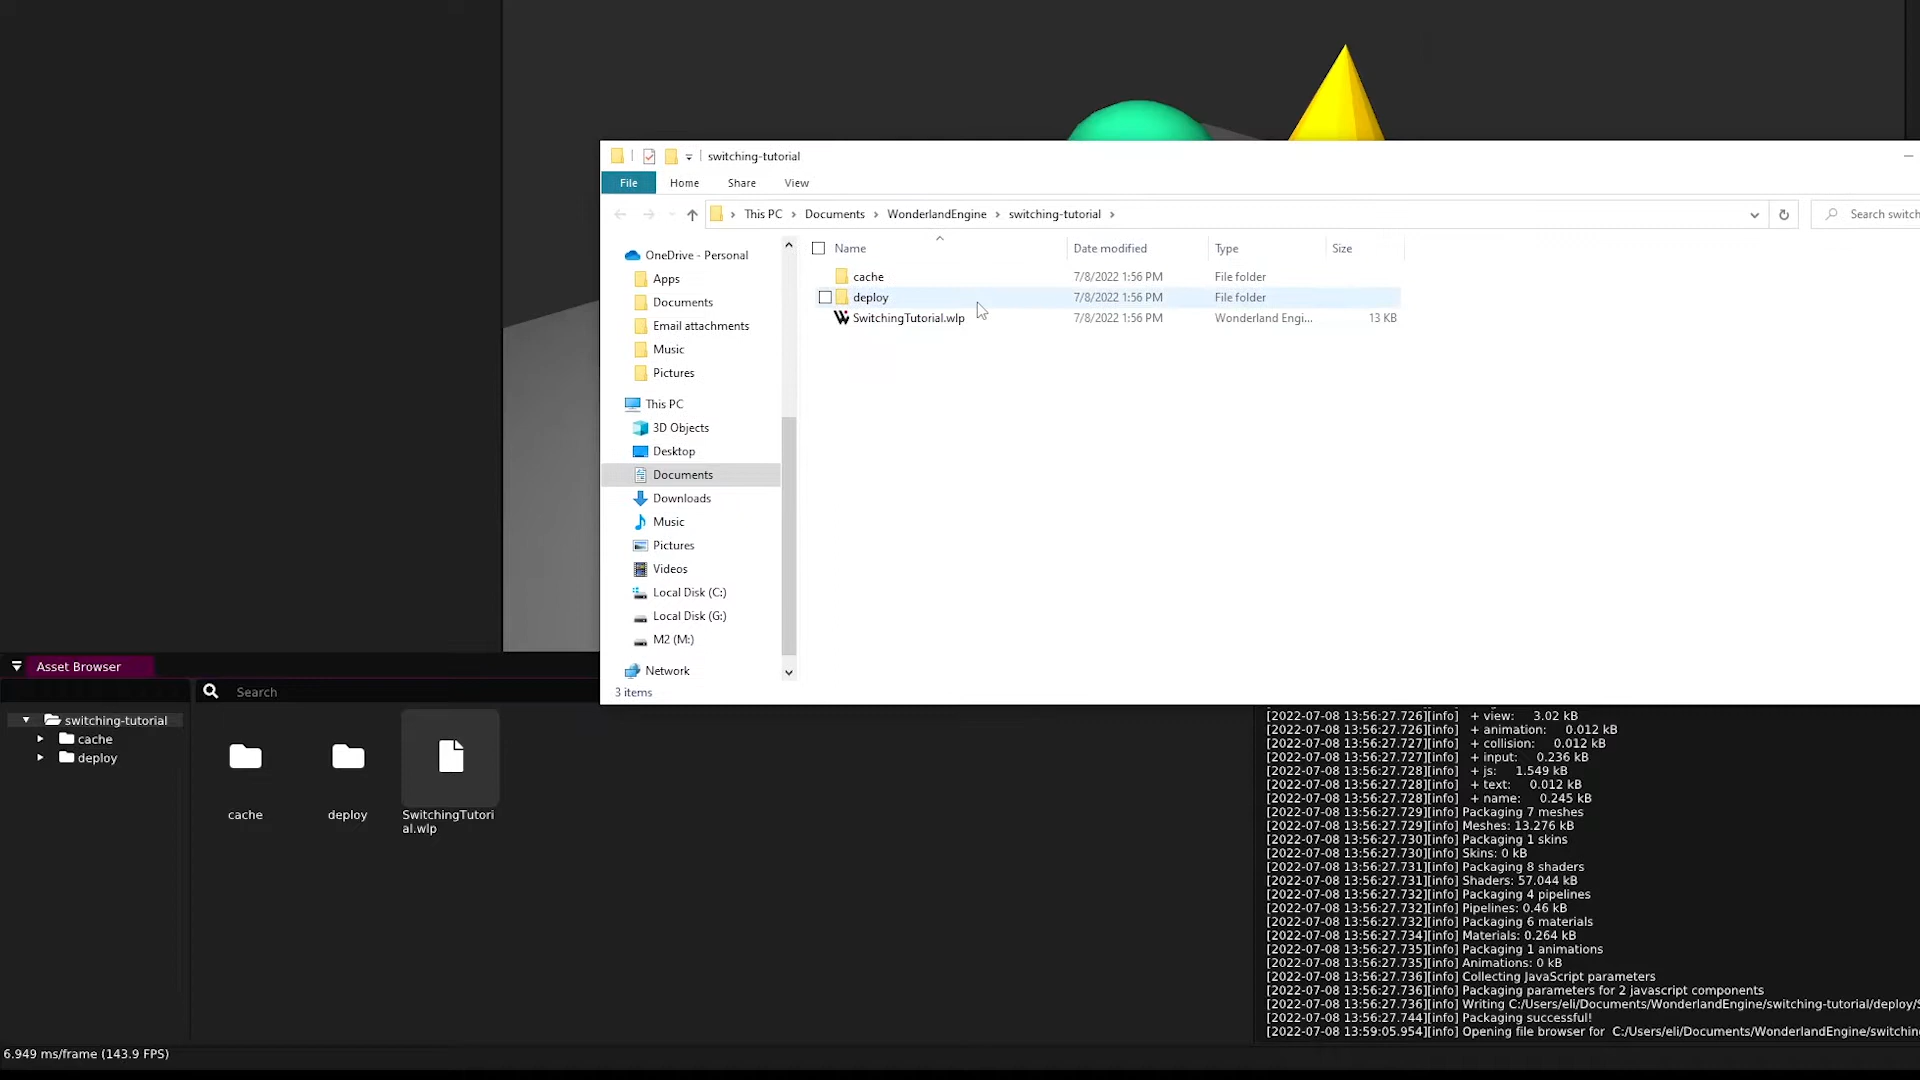 switching-tutorial
File Home Share View
This PC Documents WonderlandEngine switching-tutorial
Search switch
OneDrive - Personal
Apps
Documents
Email attachments
Music
Pictures
This PC
3D Objects
Desktop
Documents
Downloads
Music
Pictures
Videos
Local Disk (C:)
Local Disk (G:)
M2 (M:)
Network
3 items
Name Date modified Type Size
cache 7/8/2022 1:56 PM File folder
deploy 7/8/2022 1:56 PM File folder
SwitchingTutorial.wlp 7/8/2022 1:56 PM Wonderland Engi... 13 KB
Asset Browser
Search
switching-tutorial
cache
deploy
cache
deploy
SwitchingTutori
al.wlp
[2022-07-08 13:56:27.726][info] + view: 3.02 kB
[2022-07-08 13:56:27.726][info] + animation: 0.012 kB
[2022-07-08 13:56:27.727][info] + collision: 0.012 kB
[2022-07-08 13:56:27.727][info] + input: 0.236 kB
[2022-07-08 13:56:27.728][info] + js: 1.549 kB
[2022-07-08 13:56:27.728][info] + text: 0.012 kB
[2022-07-08 13:56:27.728][info] + name: 0.245 kB
[2022-07-08 13:56:27.729][info] Packaging 7 meshes
[2022-07-08 13:56:27.729][info] Meshes: 13.276 kB
[2022-07-08 13:56:27.730][info] Packaging 1 skins
[2022-07-08 13:56:27.730][info] Skins: 0 kB
[2022-07-08 13:56:27.731][info] Packaging 8 shaders
[2022-07-08 13:56:27.731][info] Shaders: 57.044 kB
[2022-07-08 13:56:27.732][info] Packaging 4 pipelines
[2022-07-08 13:56:27.732][info] Pipelines: 0.46 kB
[2022-07-08 13:56:27.732][info] Packaging 6 materials
[2022-07-08 13:56:27.734][info] Materials: 0.264 kB
[2022-07-08 13:56:27.735][info] Packaging 1 animations
[2022-07-08 13:56:27.735][info] Animations: 0 kB
[2022-07-08 13:56:27.736][info] Collecting JavaScript parameters
[2022-07-08 13:56:27.736][info] Packaging parameters for 2 javascript components
[2022-07-08 13:56:27.736][info] Writing C:/Users/eli/Documents/WonderlandEngine/switching-tutorial/deploy/S
[2022-07-08 13:56:27.744][info] Packaging successful!
[2022-07-08 13:59:05.954][info] Opening file browser for C:/Users/eli/Documents/WonderlandEngine/switchin
6.949 ms/frame (143.9 FPS)